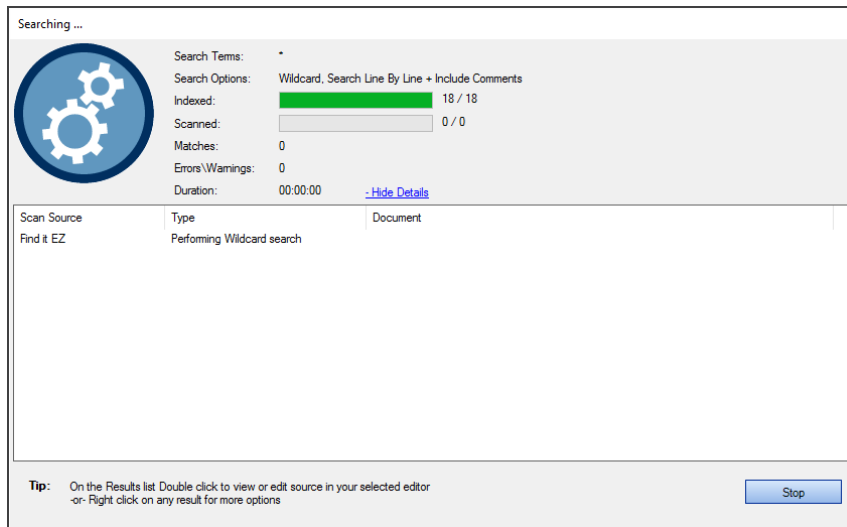 Searching ...
Search Terms: *
Search Options: Wildcard, Search Line By Line + Include Comments
Indexed: 18 / 18
Scanned: 0 / 0
Matches: 0
Errors\Warnings: 0
Duration: 00:00:00 - Hide Details
Scan Source Type Document
Find it EZ Performing Wildcard search
Tip: On the Results list Double click to view or edit source in your selected editor
-or- Right click on any result for more options
Stop